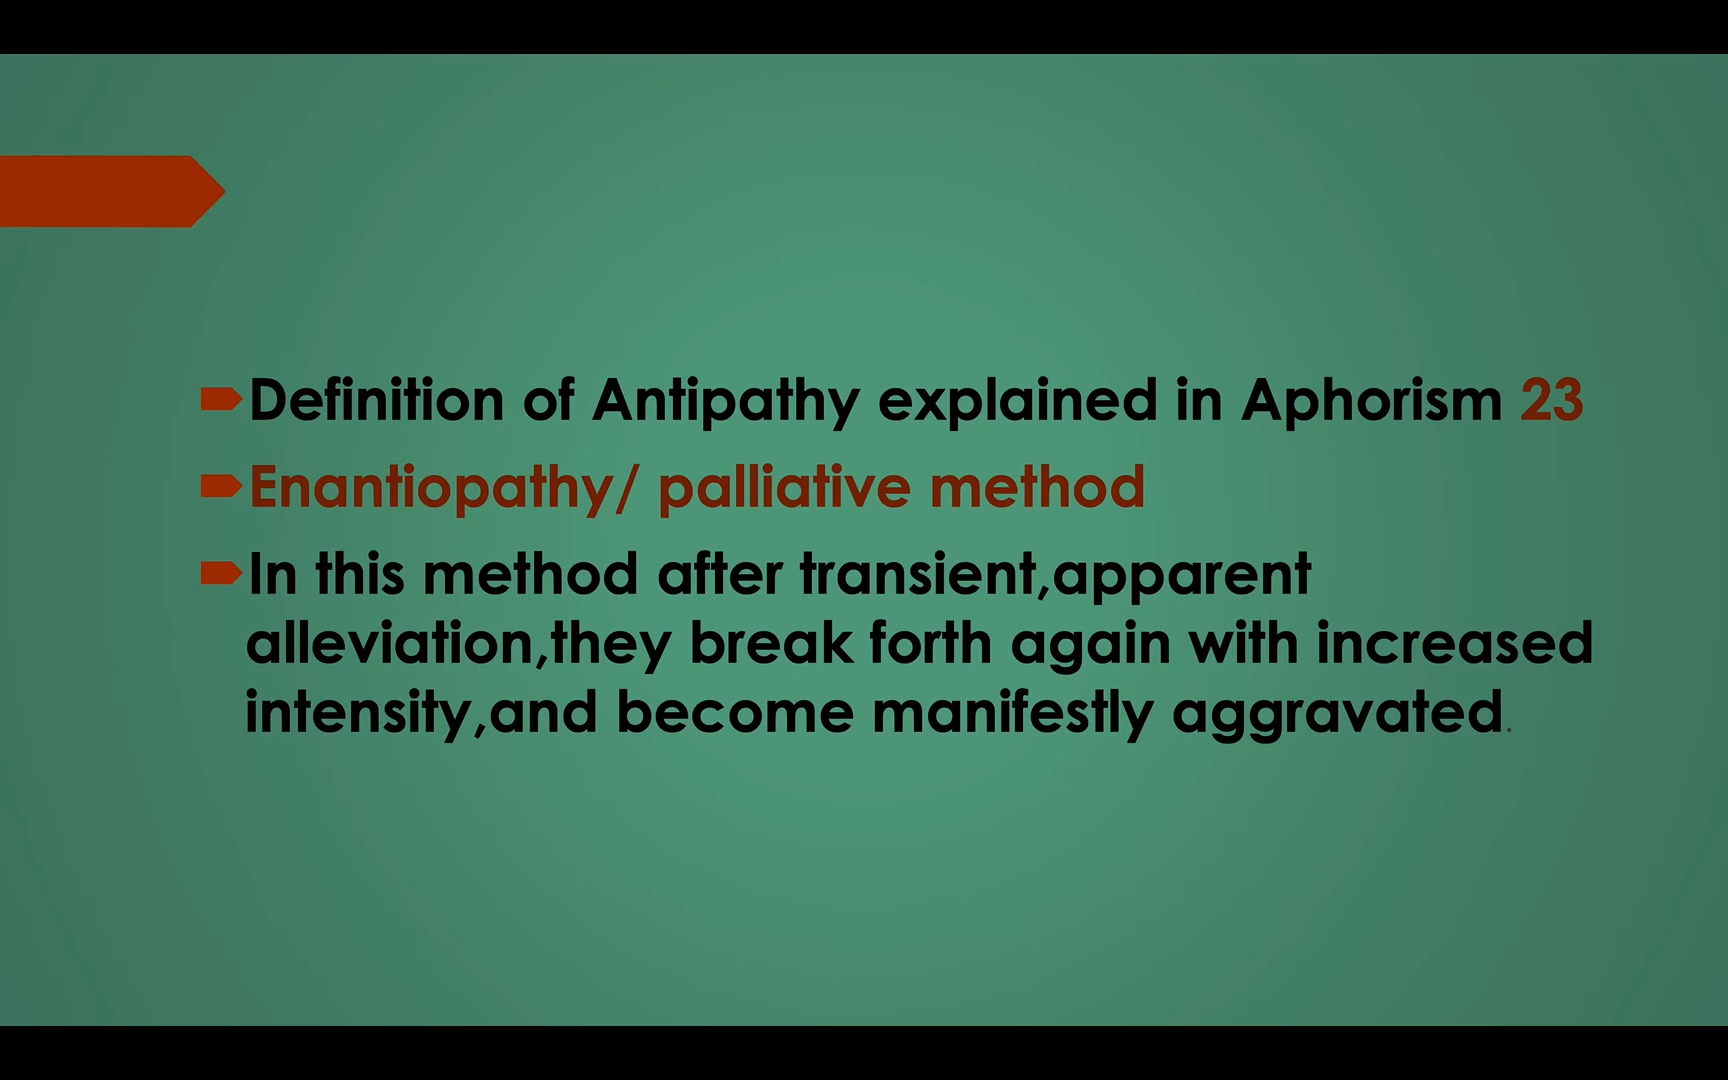 Definition of Antipathy explained in Aphorism 23
Enantiopathy/ palliative method
In this method after transient,apparent
alleviation,they break forth again with increased
intensity,and become manifestly aggravated.